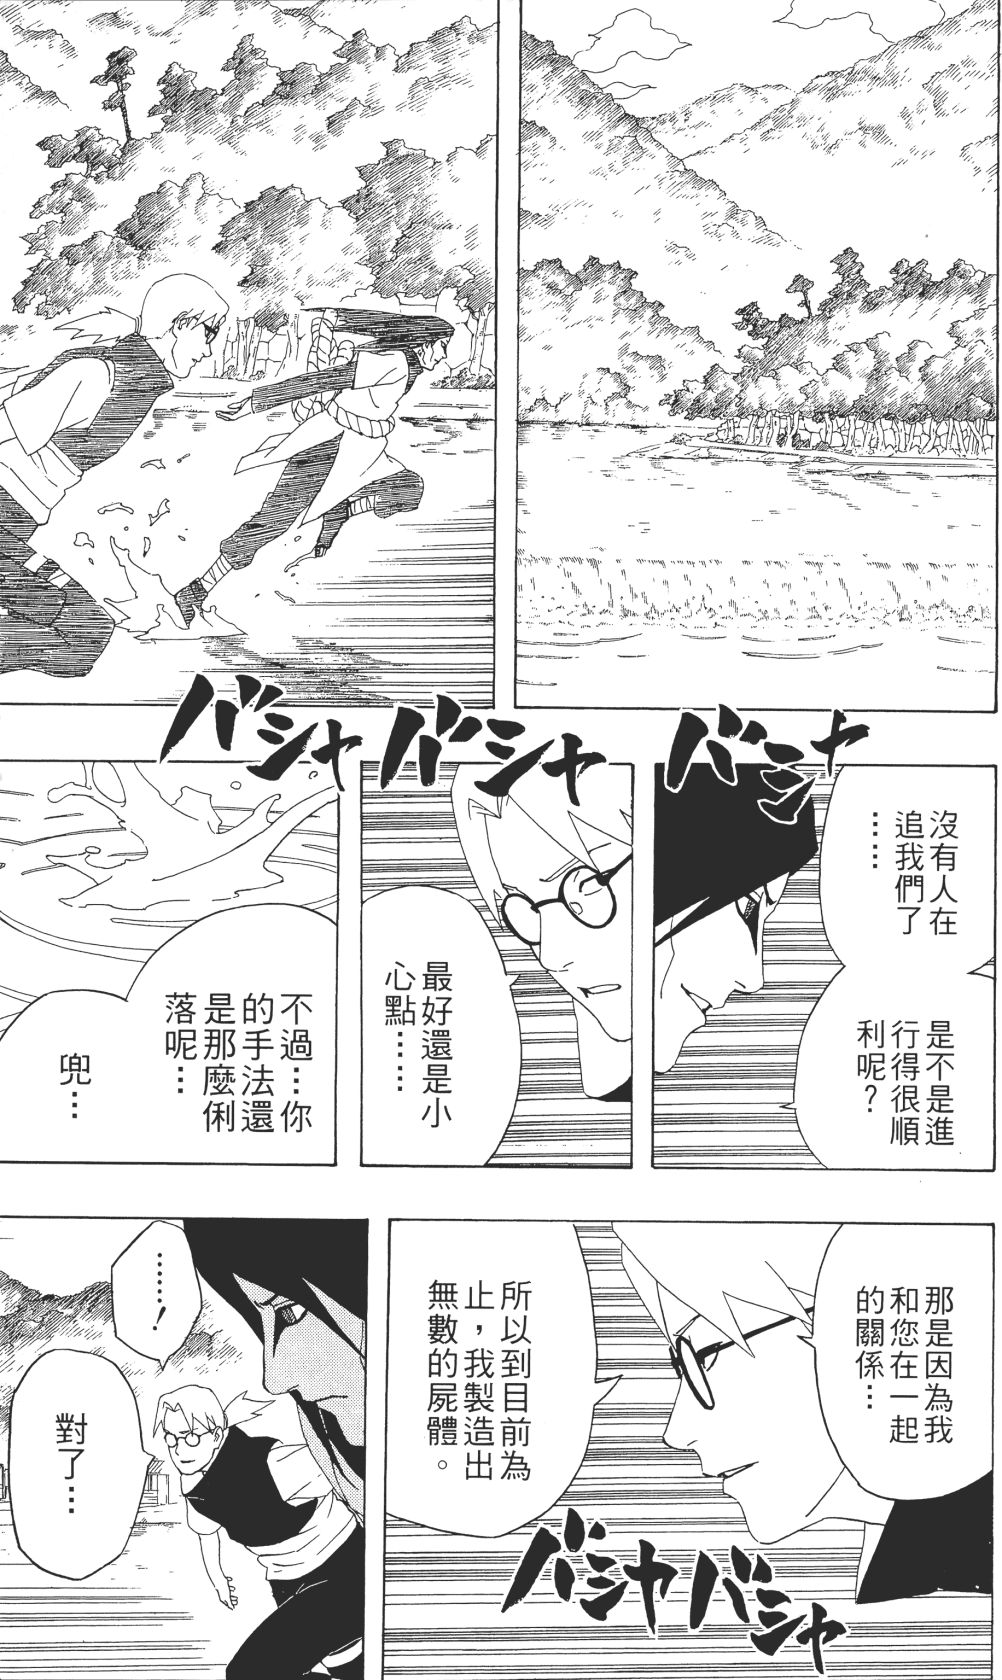 バシャ
バシャ
バシャ
沒有人在
追我們了
……
是不是進
行得很順
利呢？
最好還是小
心點……
不過…你
的手法還
是那麼俐
落呢…
兜…
那是因為我
和您在一起
的關係…
所以到目前為
止，我製造出
無數的屍體。
バシャ
バシャ
……！
對了…